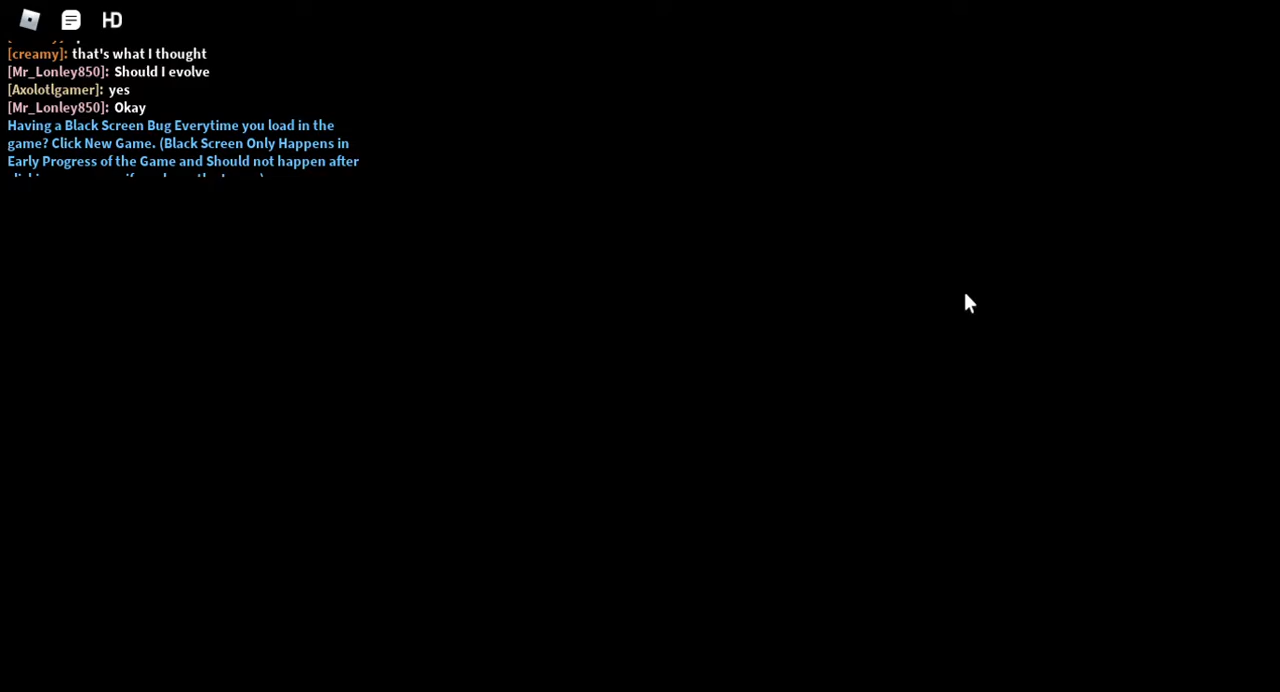 HD
[creamy]: that's what I thought
[Mr_Lonley850]: Should I evolve
[Axolotlgamer]: yes
[Mr_Lonley850]: Okay
Having a Black Screen Bug Everytime you load in the
game? Click New Game. (Black Screen Only Happens in
Early Progress of the Game and Should not happen after